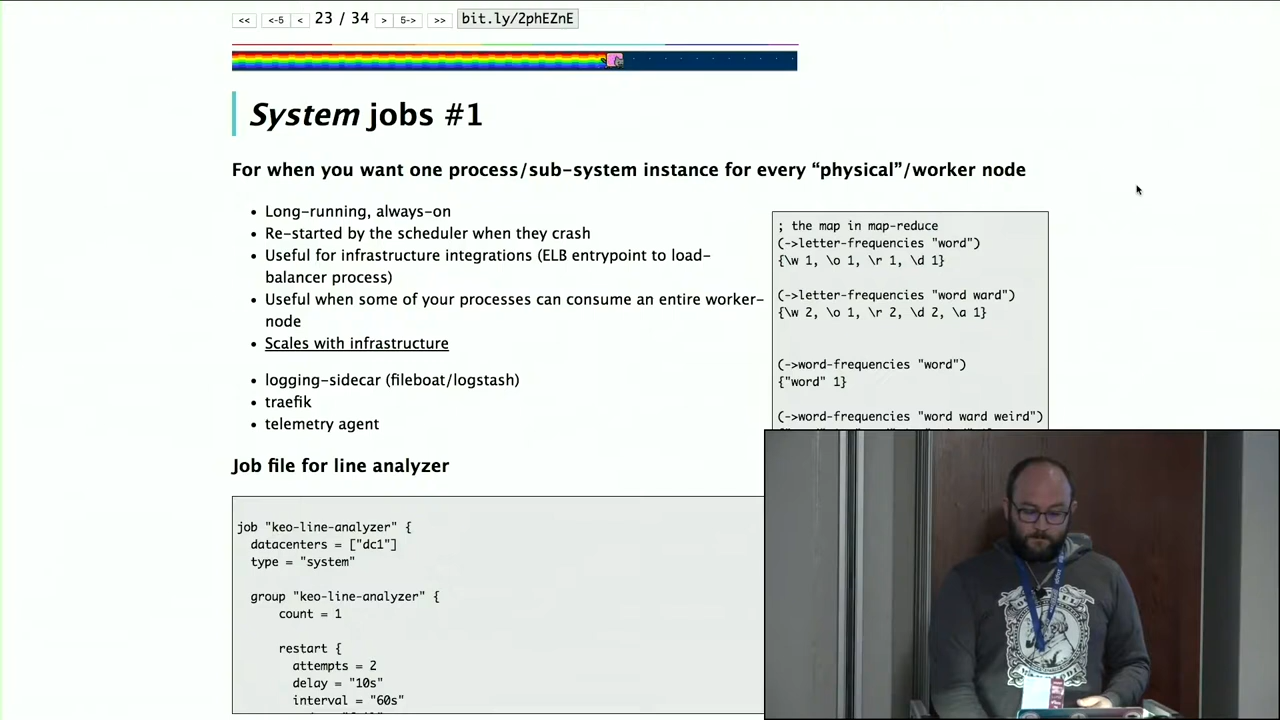 << <-5 < 23 / 34 > 5-> >> bit.ly/2phEZnE
System jobs #1
For when you want one process/sub-system instance for every “physical”/worker node
• Long-running, always-on
• Re-started by the scheduler when they crash
• Useful for infrastructure integrations (ELB entrypoint to load-
balancer process)
• Useful when some of your processes can consume an entire worker-
node
• Scales with infrastructure
• logging-sidecar (fileboat/logstash)
• traefik
• telemetry agent
; the map in map-reduce
(->letter-frequencies "word")
{\w 1, \o 1, \r 1, \d 1}
(->letter-frequencies "word ward")
{\w 2, \o 1, \r 2, \d 2, \a 1}
(->word-frequencies "word")
{"word" 1}
(->word-frequencies "word ward weird")
Job file for line analyzer
job "keo-line-analyzer" {
datacenters = ["dc1"]
type = "system"
group "keo-line-analyzer" {
count = 1
restart {
attempts = 2
delay = "10s"
interval = "60s"